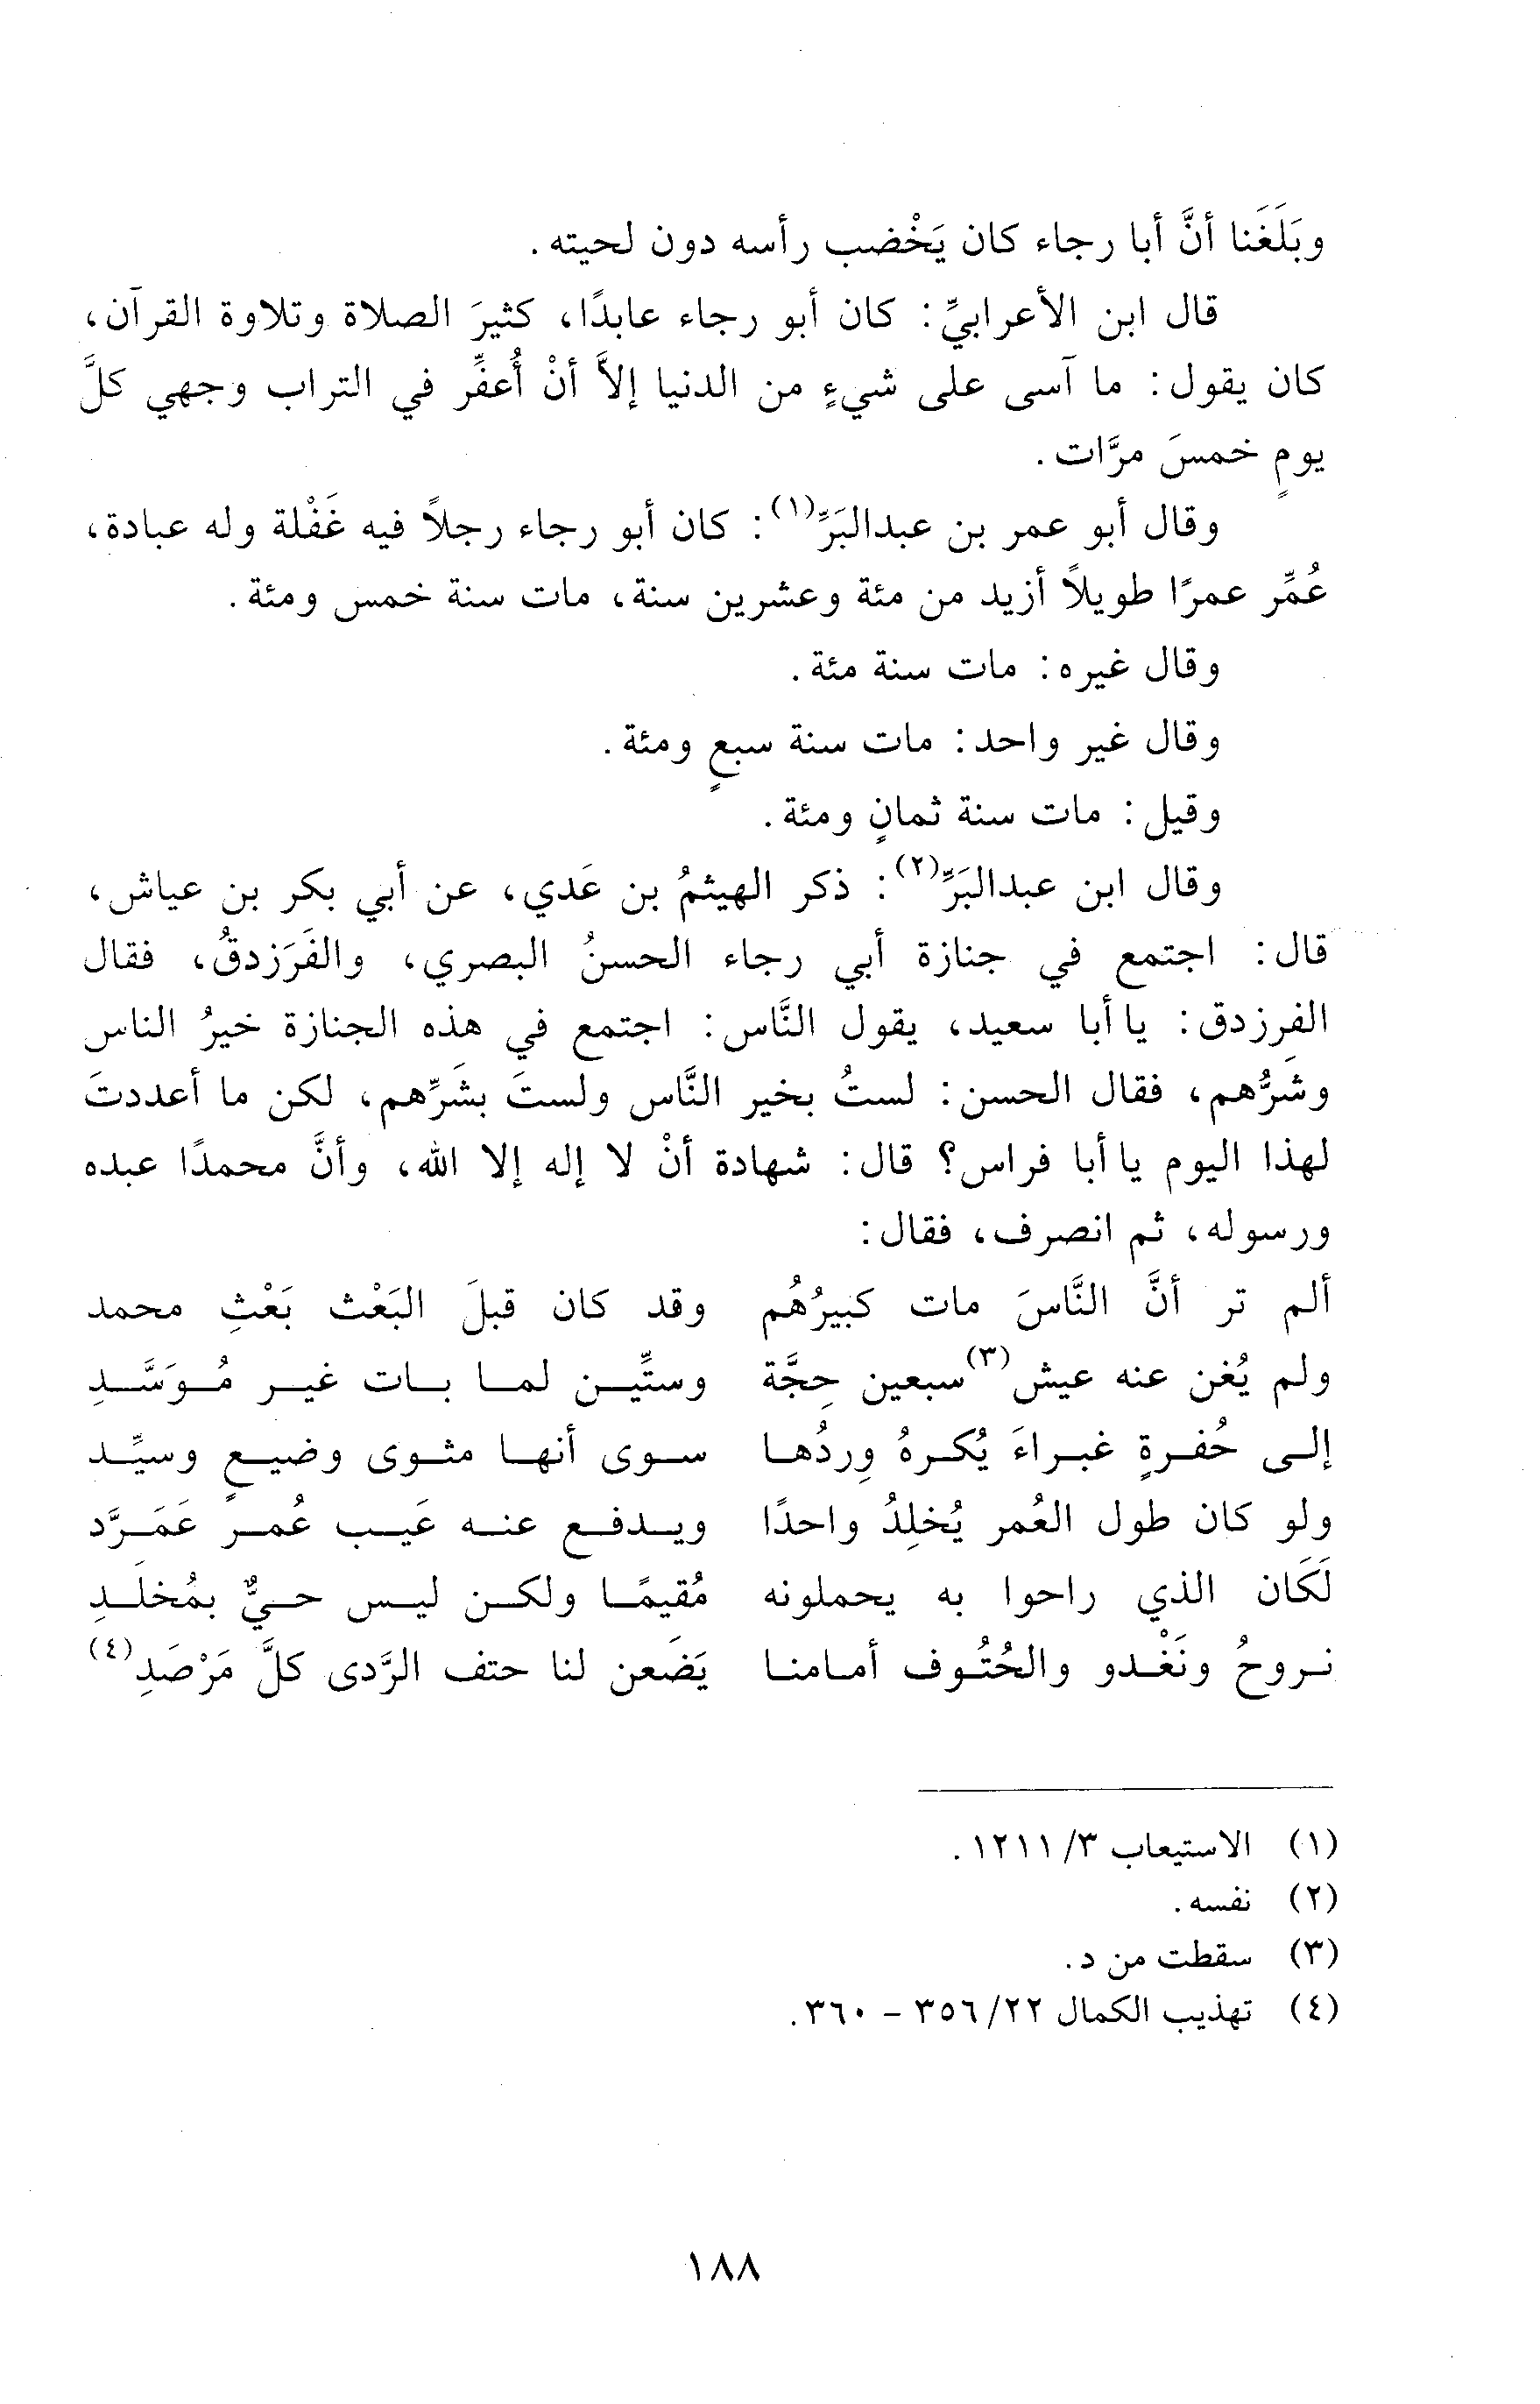 وبَلَغَنا أنَّ أبا رجاء كان يَخْضب رأسه دون لحيته.
قال ابن الأعرابيِّ: كان أبو رجاء عابدًا، كثيرَ الصلاة وتلاوة القرآن،
كان يقول: ما آسى على شيءٍ من الدنيا إلاَّ أنْ أُعفِّر في التراب وجهي كلَّ
يومٍ خمسَ مرَّات.
وقال أبو عمر بن عبدالبَرِّ(١): كان أبو رجاء رجلاً فيه غَفْلة وله عبادة،
عُمِّر عمرًا طويلاً أزيد من مئة وعشرين سنة، مات سنة خمس ومئة.
وقال غيره: مات سنة مئة.
وقال غير واحد: مات سنة سبعٍ ومئة.
وقيل: مات سنة ثمانٍ ومئة.
وقال ابن عبدالبَرِّ(٢): ذكر الهيثمُ بن عَدي، عن أبي بكر بن عياش،
قال: اجتمع في جنازة أبي رجاء الحسنُ البصري، والفَرَزدقُ، فقال
الفرزدق: يا أبا سعيد، يقول النَّاس: اجتمع في هذه الجنازة خيرُ الناس
وشَرُّهم، فقال الحسن: لستُ بخير النَّاس ولستَ بشَرِّهم، لكن ما أعددتَ
لهذا اليوم يا أبا فراس؟ قال: شهادة أنْ لا إله إلا الله، وأنَّ محمدًا عبده
ورسوله، ثم انصرف، فقال:
ألم تر أنَّ النَّاسَ مات كبيرُهُم وقد كان قبلَ البَعْث بَعْثِ محمد
ولم يُغن عنه عيش(٣) سبعين حِجَّة وستِّين لما بات غير مُوَسَّدِ
إلى حُفرةٍ غبراءَ يُكرهُ وِردُها سوى أنها مثوى وضيعٍ وسيِّد
ولو كان طول العُمر يُخلِدُ واحدًا ويدفع عنه عَيب عُمر عَمَرَّد
لَكَان الذي راحوا به يحملونه مُقيمًا ولكن ليس حيٌّ بمُخلَدِ
نروحُ ونَغْدو والحُتُوف أمامنا يَضَعن لنا حتف الرَّدى كلَّ مَرْصَدِ(٤)
(١) الاستيعاب ٣/ ١٢١١.
(٢) نفسه.
(٣) سقطت من د.
(٤) تهذيب الكمال ٢٢/ ٣٥٦ - ٣٦٠.
١٨٨